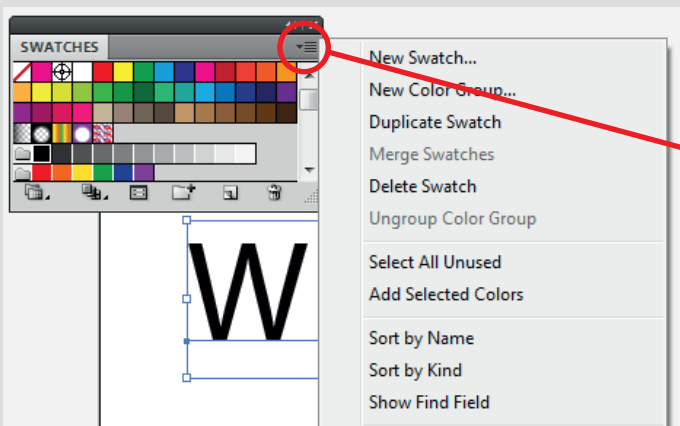 SWATCHES
New Swatch...
New Color Group...
Duplicate Swatch
Merge Swatches
Delete Swatch
Ungroup Color Group
Select All Unused
Add Selected Colors
Sort by Name
Sort by Kind
Show Find Field
W